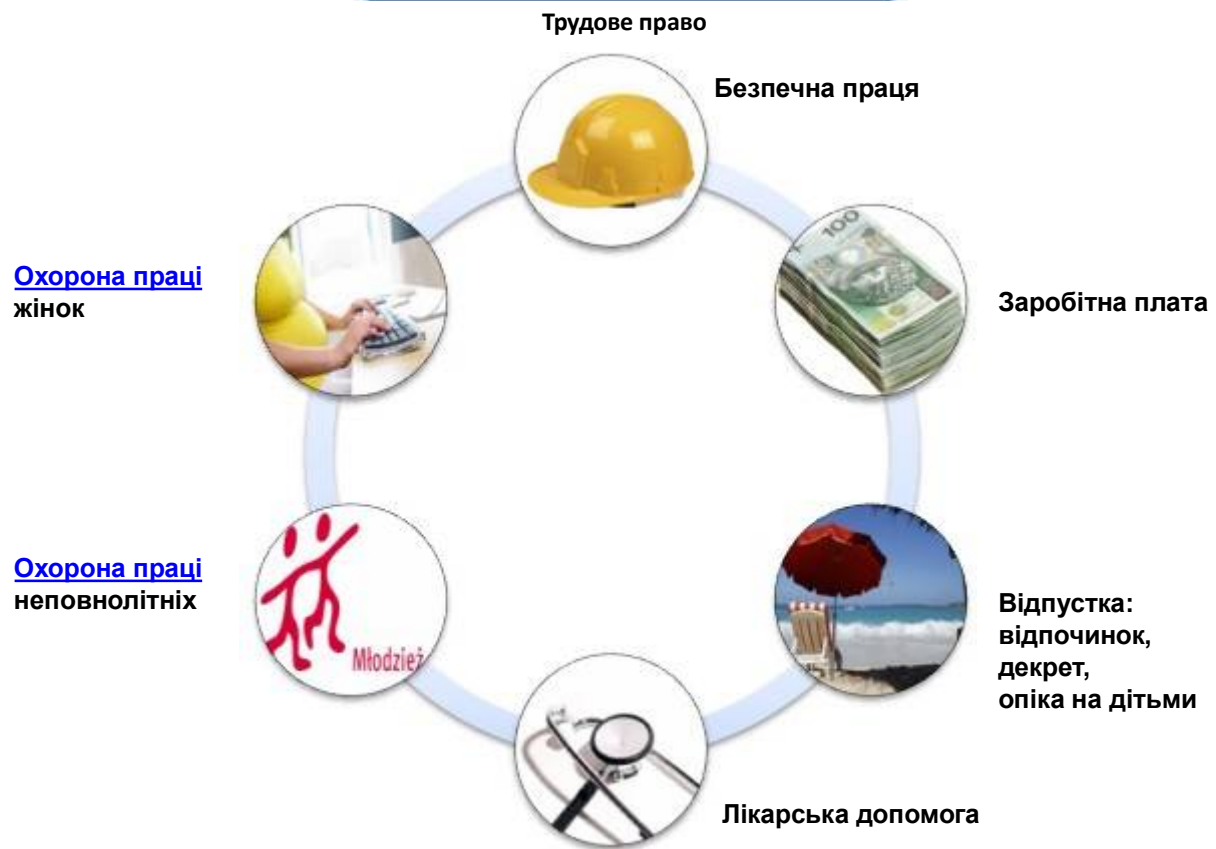 Трудове право
Безпечна праця
Охорона праці
жінок
100
Заробітна плата
Охорона праці
неповнолітніх
Młodzież
Відпустка:
відпочинок,
декрет,
опіка на дітьми
Лікарська допомога